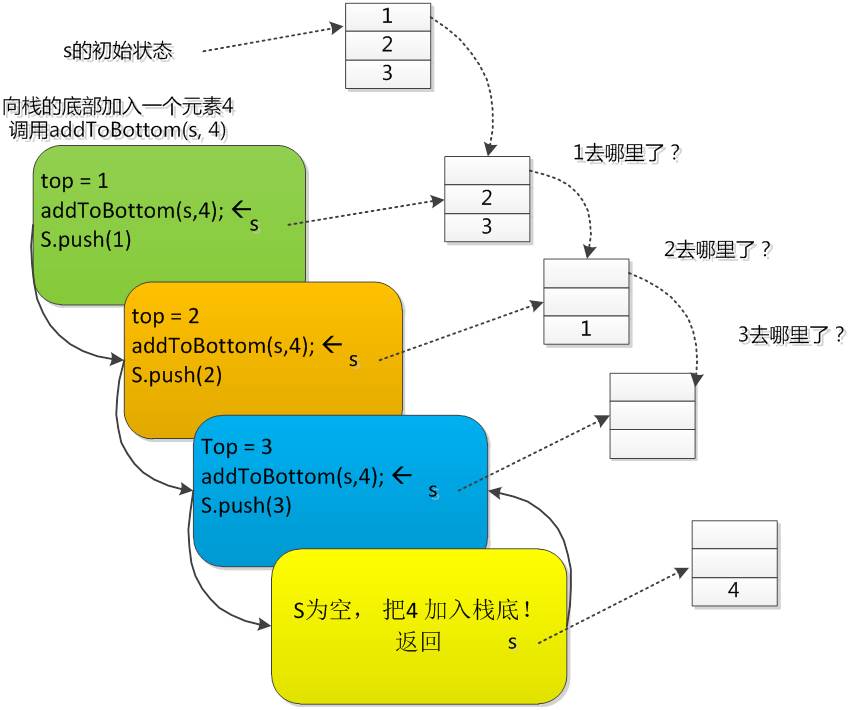 1
2
3
s的初始状态
向栈的底部加入一个元素4
调用addToBottom(s, 4)
top = 1
addToBottom(s,4); ←
s
S.push(1)
2
3
1去哪里了？
top = 2
addToBottom(s,4); ←
s
S.push(2)
1
2去哪里了？
3去哪里了？
Top = 3
addToBottom(s,4); ←
s
S.push(3)
S为空， 把4 加入栈底！
返回
s
4